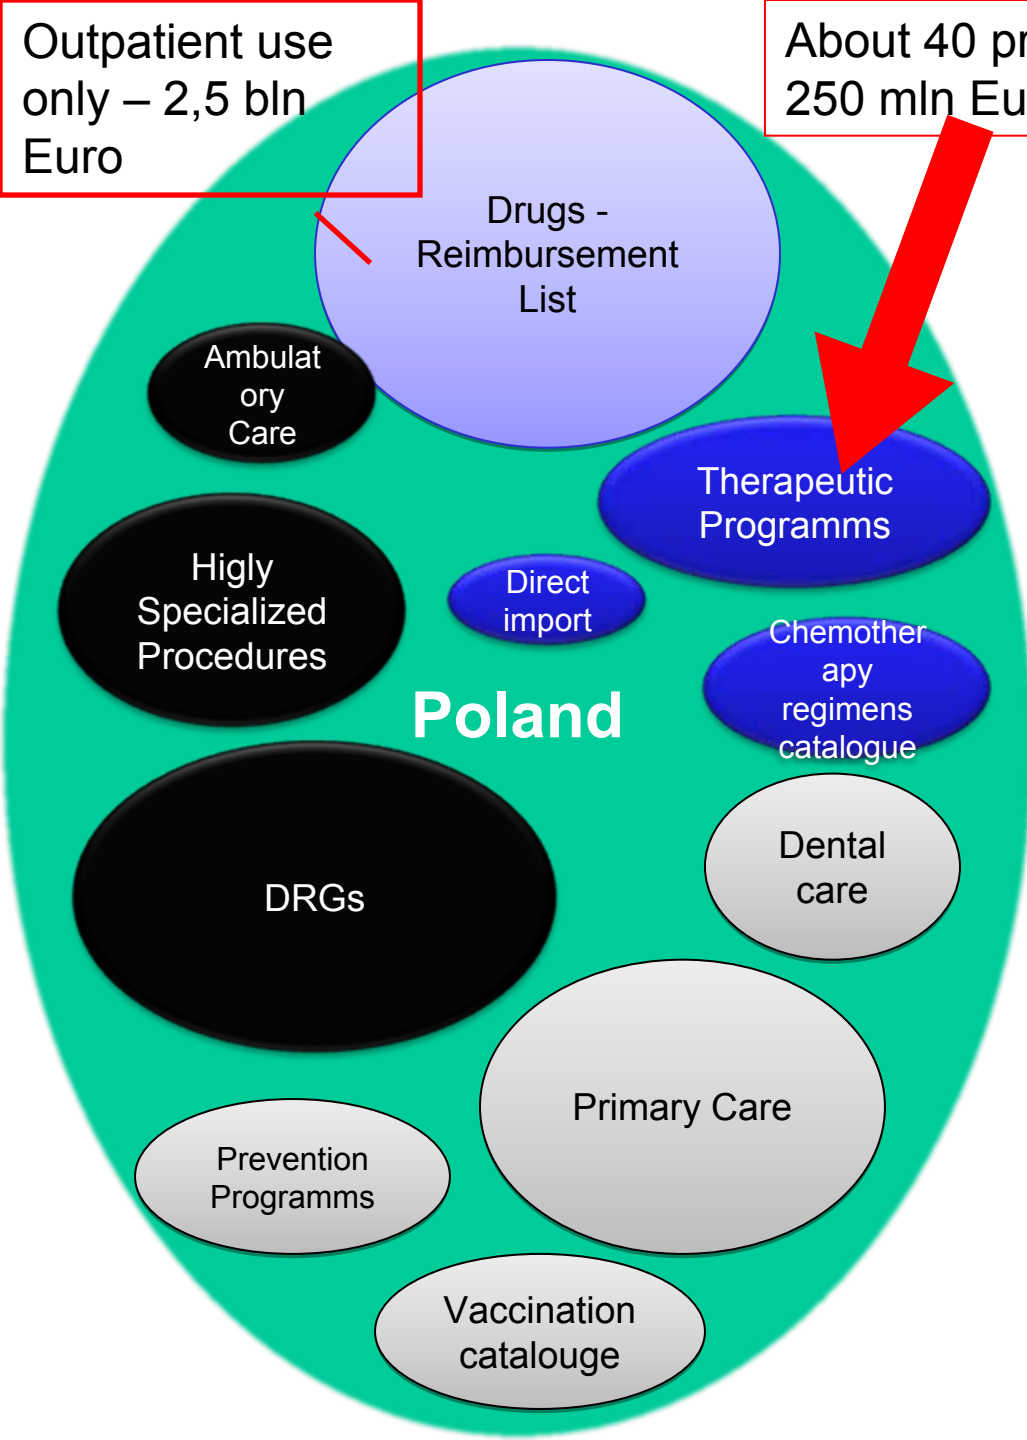 Outpatient use
only – 2,5 bln
Euro
About 40
250 mln
Drugs -
Reimbursement
List
Ambulat
ory
Care
Therapeutic
Programms
Higly
Specialized
Procedures
Direct
import
Chemother
apy
regimens
catalogue
Poland
Dental
care
DRGs
Primary Care
Prevention
Programms
Vaccination
catalouge